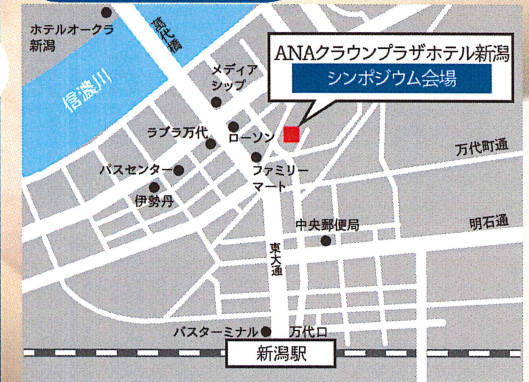 ホテルオークラ
新潟
萬代橋
信濃川
メディア
シップ
ANAクラウンプラザホテル新潟
シンポジウム会場
ラブラ万代
ローソン
バスセンター
ファミリー
マート
伊勢丹
万代町通
中央郵便局
明石通
東大通
バスターミナル
万代口
新潟駅